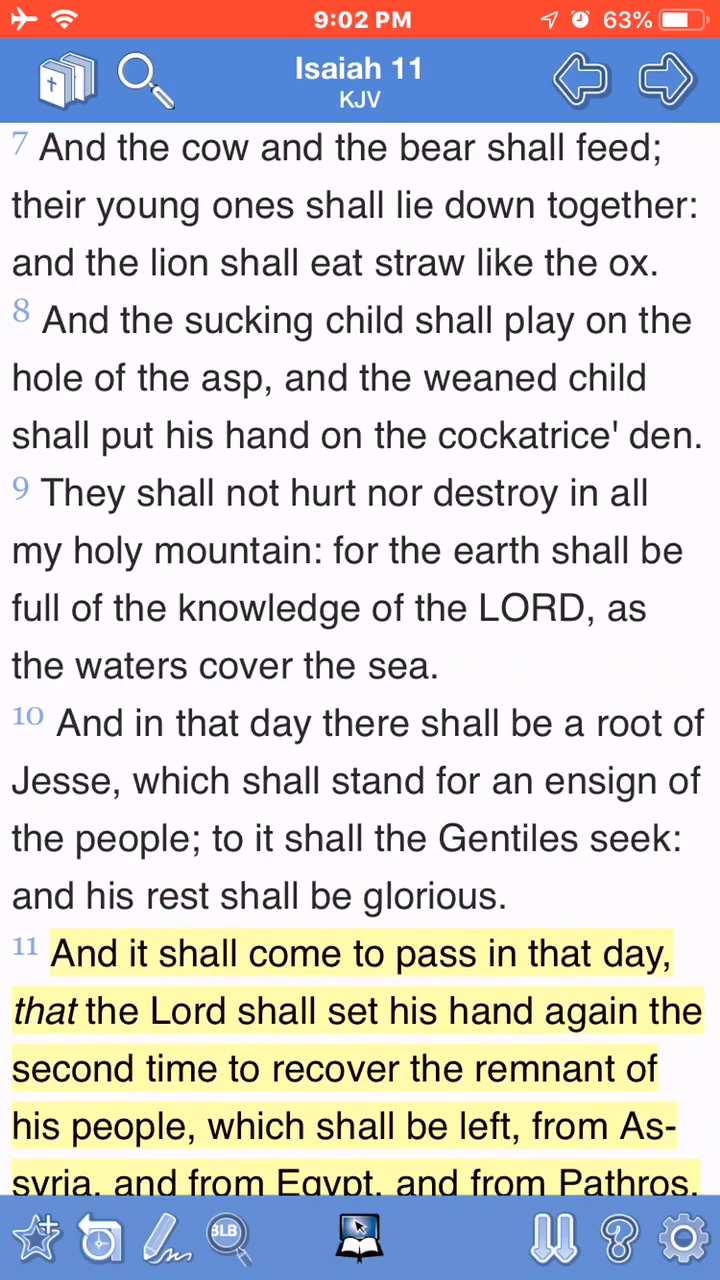 9:02 PM
63%
Isaiah 11
KJV
7 And the cow and the bear shall feed;
their young ones shall lie down together:
and the lion shall eat straw like the ox.
8 And the sucking child shall play on the
hole of the asp, and the weaned child
shall put his hand on the cockatrice' den.
9 They shall not hurt nor destroy in all
my holy mountain: for the earth shall be
full of the knowledge of the LORD, as
the waters cover the sea.
10 And in that day there shall be a root of
Jesse, which shall stand for an ensign of
the people; to it shall the Gentiles seek:
and his rest shall be glorious.
11 And it shall come to pass in that day,
that the Lord shall set his hand again the
second time to recover the remnant of
his people, which shall be left, from As-
syria, and from Egypt, and from Pathros,
BLB